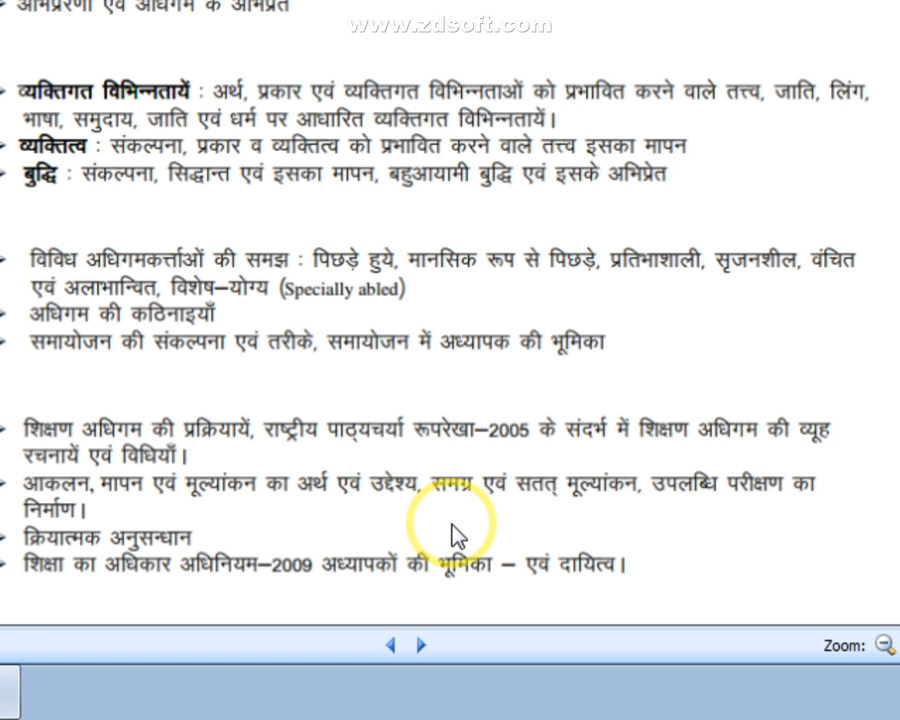 अभिप्रेरणा एवं अधिगम के अभिप्रेत
www.zdsoft.com
व्यक्तिगत विभिन्नतायें : अर्थ, प्रकार एवं व्यक्तिगत विभिन्नताओं को प्रभावित करने वाले तत्त्व, जाति, लिंग,
भाषा, समुदाय, जाति एवं धर्म पर आधारित व्यक्तिगत विभिन्नतायें।
व्यक्तित्व : संकल्पना, प्रकार व व्यक्तित्व को प्रभावित करने वाले तत्त्व इसका मापन
बुद्धि : संकल्पना, सिद्धान्त एवं इसका मापन, बहुआयामी बुद्धि एवं इसके अभिप्रेत
विविध अधिगमकर्त्ताओं की समझ : पिछड़े हुये, मानसिक रूप से पिछड़े, प्रतिभाशाली, सृजनशील, वंचित
एवं अलाभान्वित, विशेष–योग्य (Specially abled)
अधिगम की कठिनाइयाँ
समायोजन की संकल्पना एवं तरीके, समायोजन में अध्यापक की भूमिका
शिक्षण अधिगम की प्रक्रियायें, राष्ट्रीय पाठ्यचर्या रूपरेखा–2005 के संदर्भ में शिक्षण अधिगम की व्यूह
रचनायें एवं विधियाँ।
आकलन, मापन एवं मूल्यांकन का अर्थ एवं उद्देश्य, समग्र एवं सतत् मूल्यांकन, उपलब्धि परीक्षण का
निर्माण।
क्रियात्मक अनुसन्धान
शिक्षा का अधिकार अधिनियम–2009 अध्यापकों की भूमिका – एवं दायित्व।
Zoom: